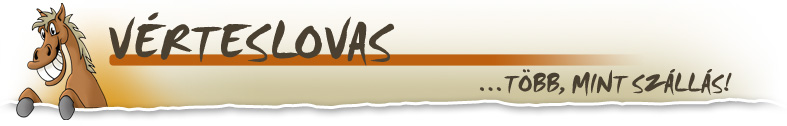 VÉRTESLOVAS
...TÖBB, MINT SZÁLLÁS!